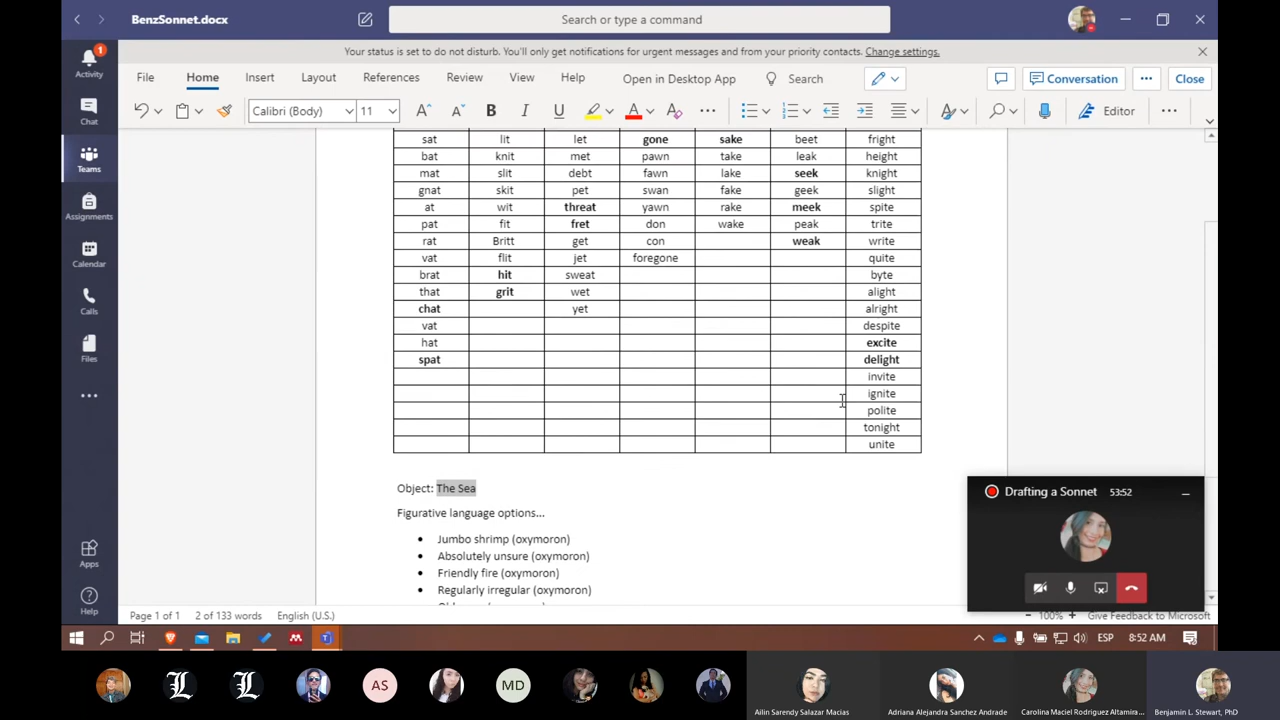 BenzSonnet.docx
Search or type a command
Your status is set to do not disturb. You'll only get notifications for urgent messages and from your priority contacts. Change settings.
File Home Insert Layout References Review View Help Open in Desktop App Search Conversation Close
Calibri (Body) 11 Editor
1
Activity
Chat
Teams
Assignments
Calendar
Calls
Files
Apps
Help
sat lit let gone sake beet fright
bat knit met pawn take leak height
mat slit debt fawn lake seek knight
gnat skit pet swan fake geek slight
at wit threat yawn rake meek spite
pat fit fret don wake peak trite
rat Britt get con weak write
vat flit jet foregone quite
brat hit sweat byte
that grit wet alight
chat yet alright
vat despite
hat excite
spat delight
invite
ignite
polite
tonight
unite
Object: The Sea
Figurative language options...
• Jumbo shrimp (oxymoron)
• Absolutely unsure (oxymoron)
• Friendly fire (oxymoron)
• Regularly irregular (oxymoron)
Drafting a Sonnet 53:52
Page 1 of 1 2 of 133 words English (U.S.) 100% Give Feedback to Microsoft
ESP 8:52 AM
L L AS MD
Ailin Sarendy Salazar Macias Adriana Alejandra Sanchez Andrade Carolina Maciel Rodriguez Altamira... Benjamin L. Stewart, PhD